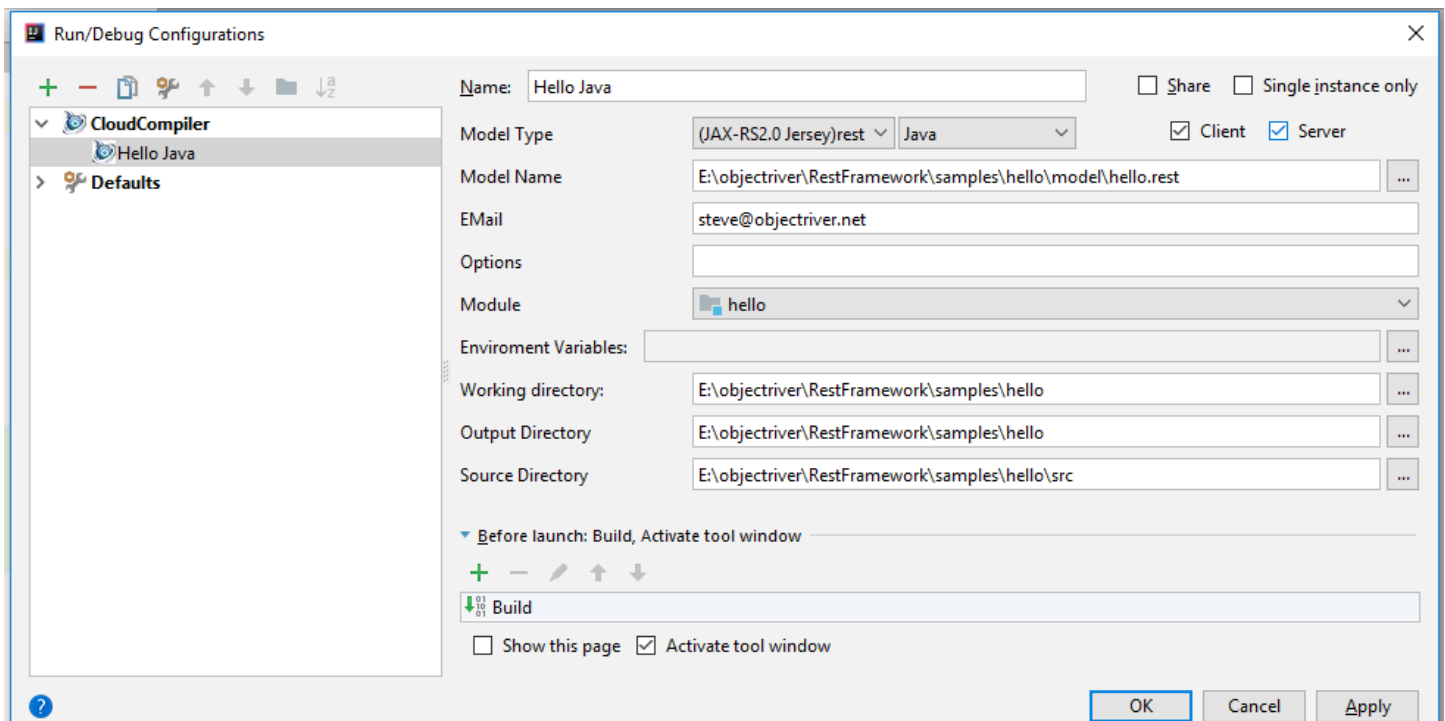 Run/Debug Configurations
CloudCompiler
Hello Java
Defaults
Name: Hello Java Share Single instance only
Model Type (JAX-RS2.0 Jersey)rest Java Client Server
Model Name E:\objectriver\RestFramework\samples\hello\model\hello.rest ...
EMail steve@objectriver.net
Options
Module hello
Enviroment Variables: ...
Working directory: E:\objectriver\RestFramework\samples\hello ...
Output Directory E:\objectriver\RestFramework\samples\hello ...
Source Directory E:\objectriver\RestFramework\samples\hello\src ...
Before launch: Build, Activate tool window
Build
Show this page Activate tool window
? OK Cancel Apply